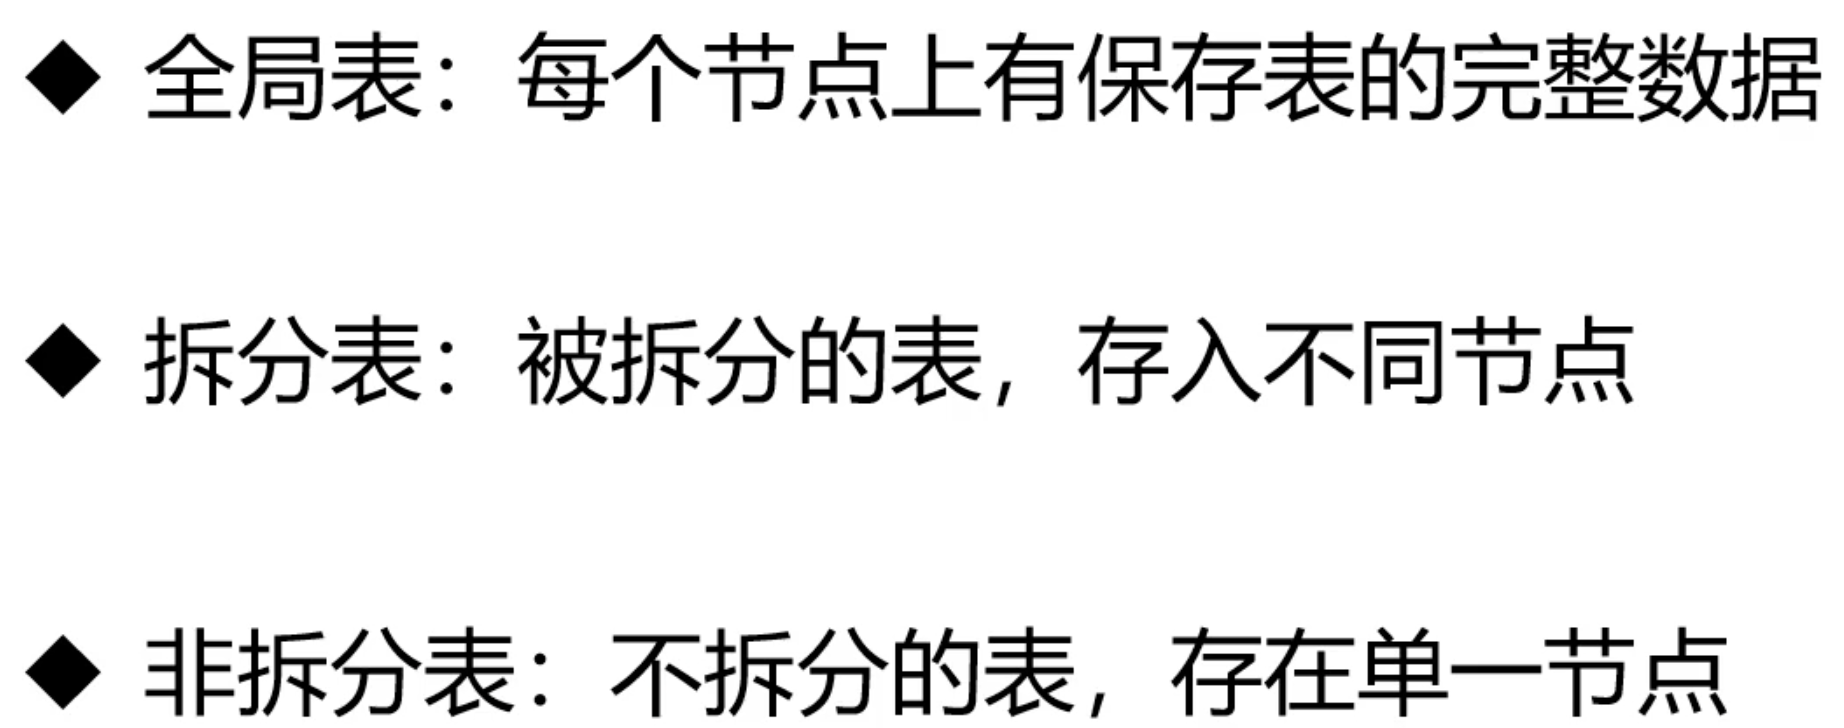 ◆ 全局表：每个节点上有保存表的完整数据
◆ 拆分表：被拆分的表，存入不同节点
◆ 非拆分表：不拆分的表，存在单一节点